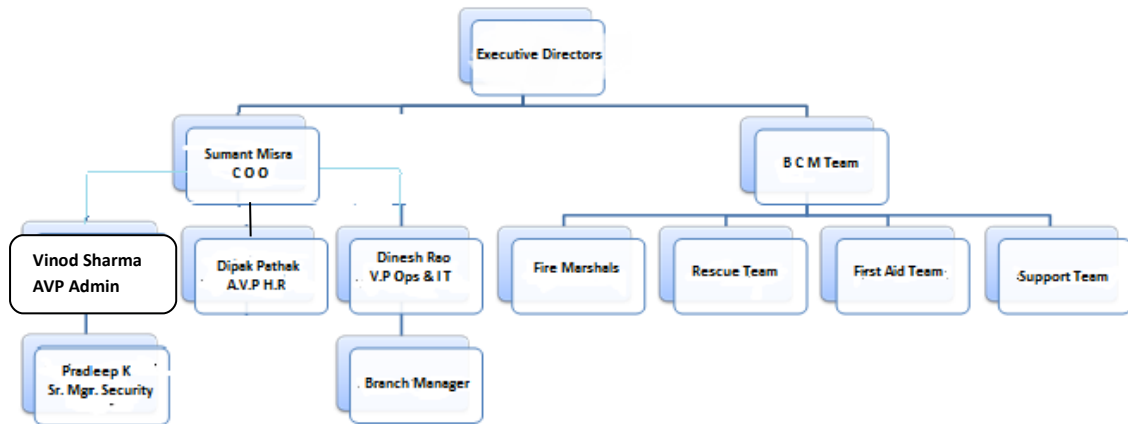 Executive Directors
Sumant Misra
C O O
B C M Team
Vinod Sharma
AVP Admin
Dipak Pathak
A.V.P H.R
Dinesh Rao
V.P Ops & I T
Fire Marshals
Rescue Team
First Aid Team
Support Team
Pradeep K
Sr. Mgr. Security
Branch Manager